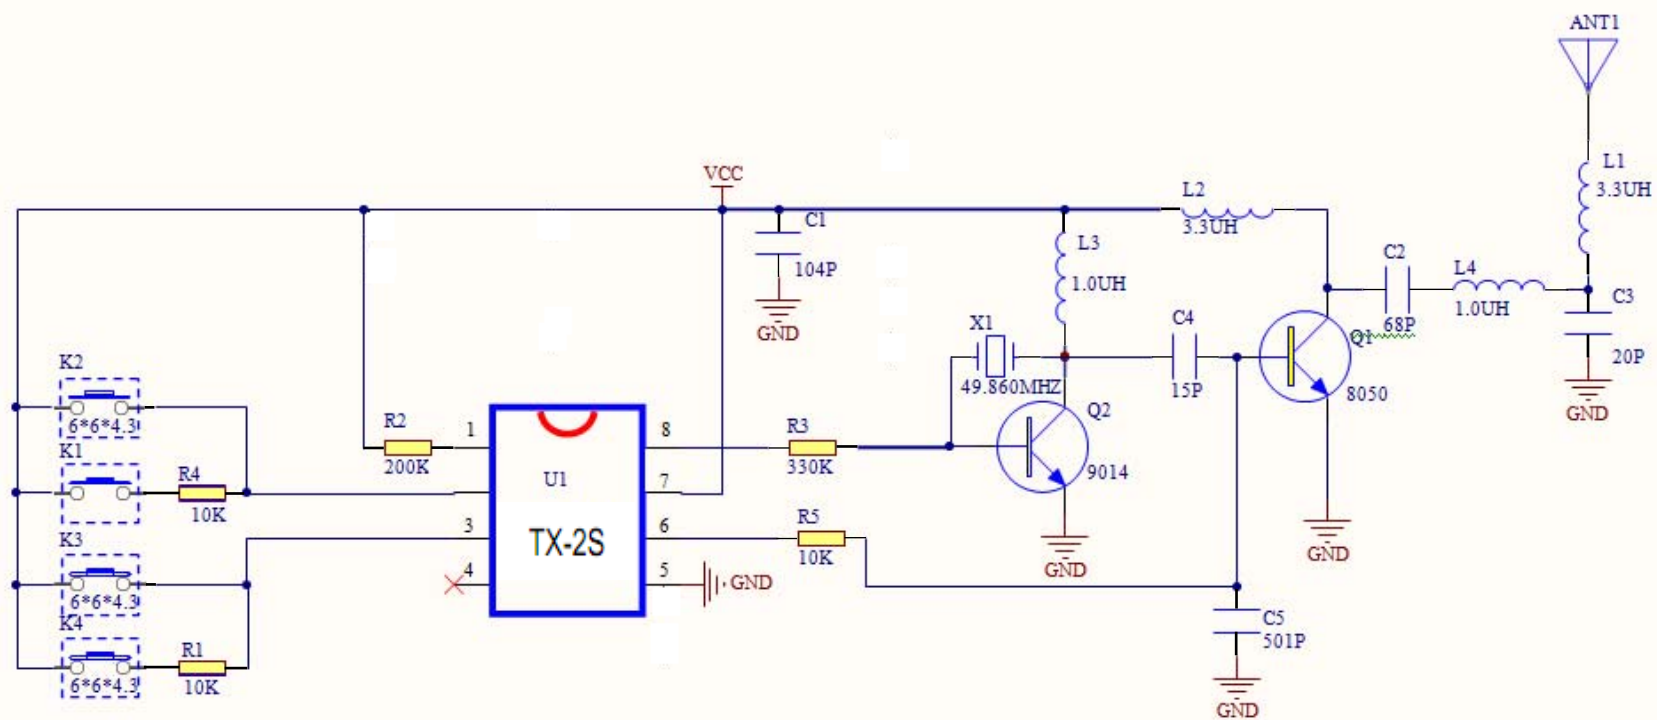 ANT1
L1
3.3UH
VCC
L2
3.3UH
C1
104P
GND
L3
1.0UH
C2
68P
L4
1.0UH
C3
20P
GND
X1
49.860MHZ
C4
15P
Q1
8050
GND
K2
6*6*4.3
K1
R4
10K
K3
6*6*4.3
K4
6*6*4.3
R1
10K
R2
200K
1
3
4
U1
TX-2S
8
7
6
5
GND
R3
330K
Q2
9014
GND
R5
10K
C5
501P
GND